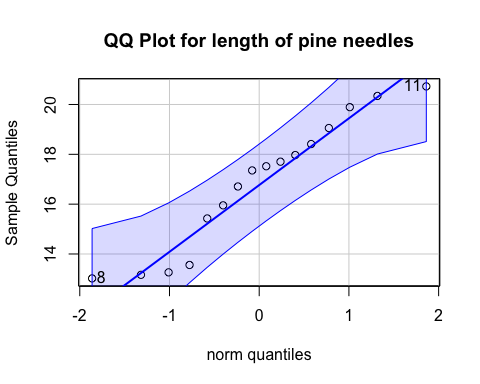 QQ Plot for length of pine needles
Sample Quantiles
20
18
16
14
11
8
-2 -1 0 1 2
norm quantiles